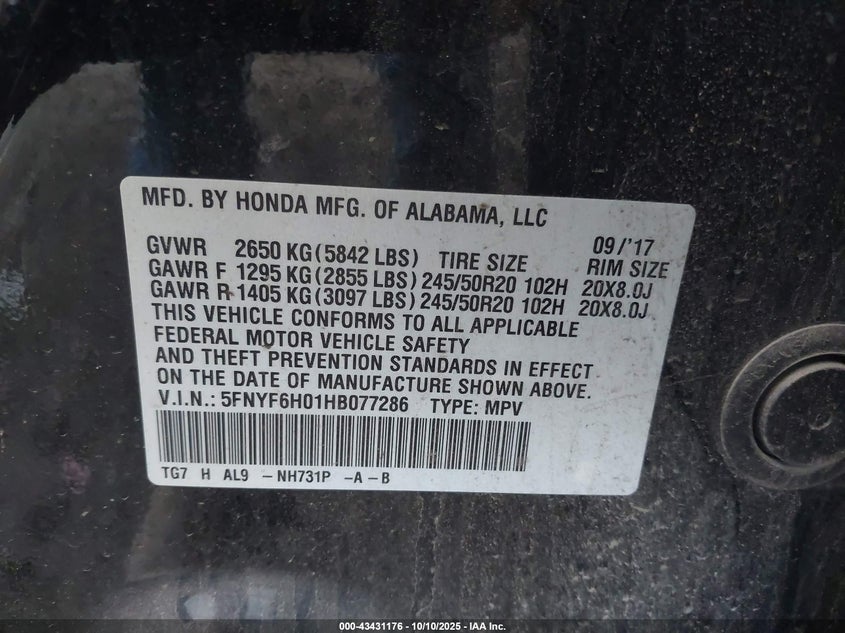 MFD. BY HONDA MFG. OF ALABAMA, LLC
09/'17
GVWR 2650 KG (5842 LBS) TIRE SIZE RIM SIZE
GAWR F 1295 KG (2855 LBS) 245/50R20 102H 20X8.0J
GAWR R 1405 KG (3097 LBS) 245/50R20 102H 20X8.0J
THIS VEHICLE CONFORMS TO ALL APPLICABLE
FEDERAL MOTOR VEHICLE SAFETY
AND THEFT PREVENTION STANDARDS IN EFFECT
ON THE DATE OF MANUFACTURE SHOWN ABOVE.
V.I.N.: 5FNYF6H01HB077286 TYPE: MPV
TG7 H AL9 -NH731P -A-B
000-43431176 - 10/10/2025 - IAA Inc.